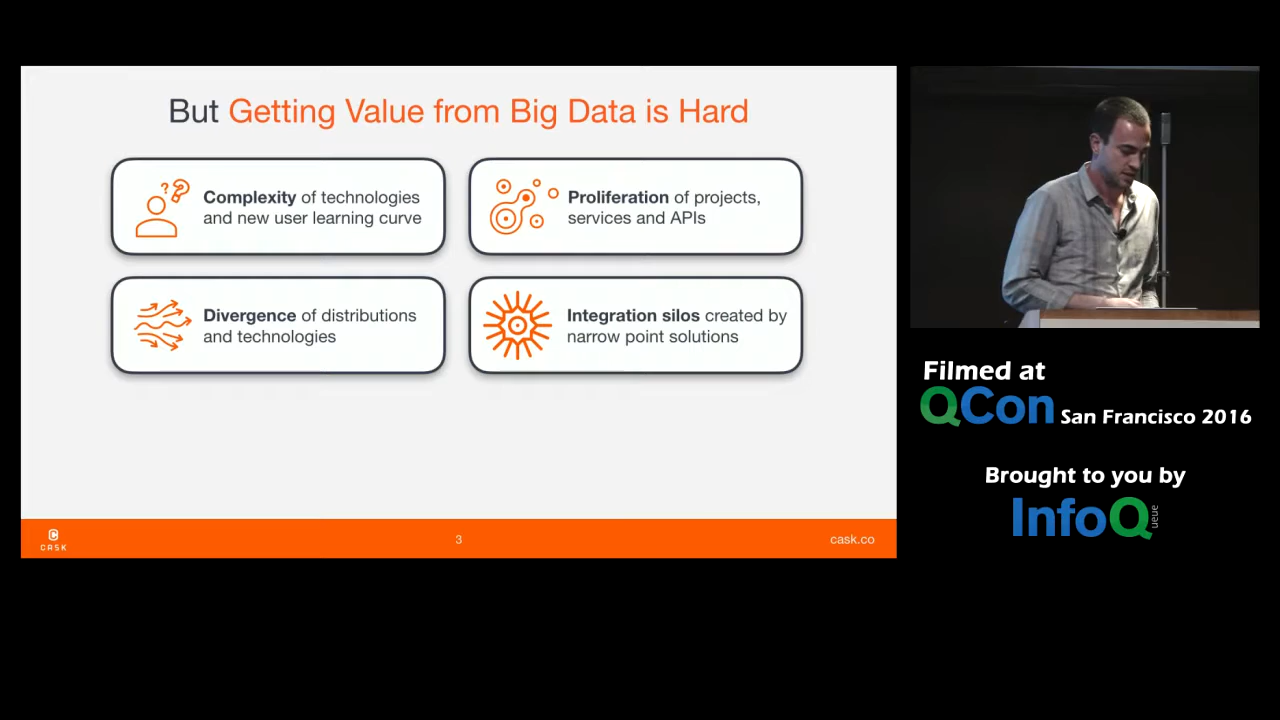 But Getting Value from Big Data is Hard
Complexity of technologies
and new user learning curve
Proliferation of projects,
services and APIs
Divergence of distributions
and technologies
Integration silos created by
narrow point solutions
CASK
3
cask.co
Filmed at
QCon San Francisco 2016
Brought to you by
InfoQueue